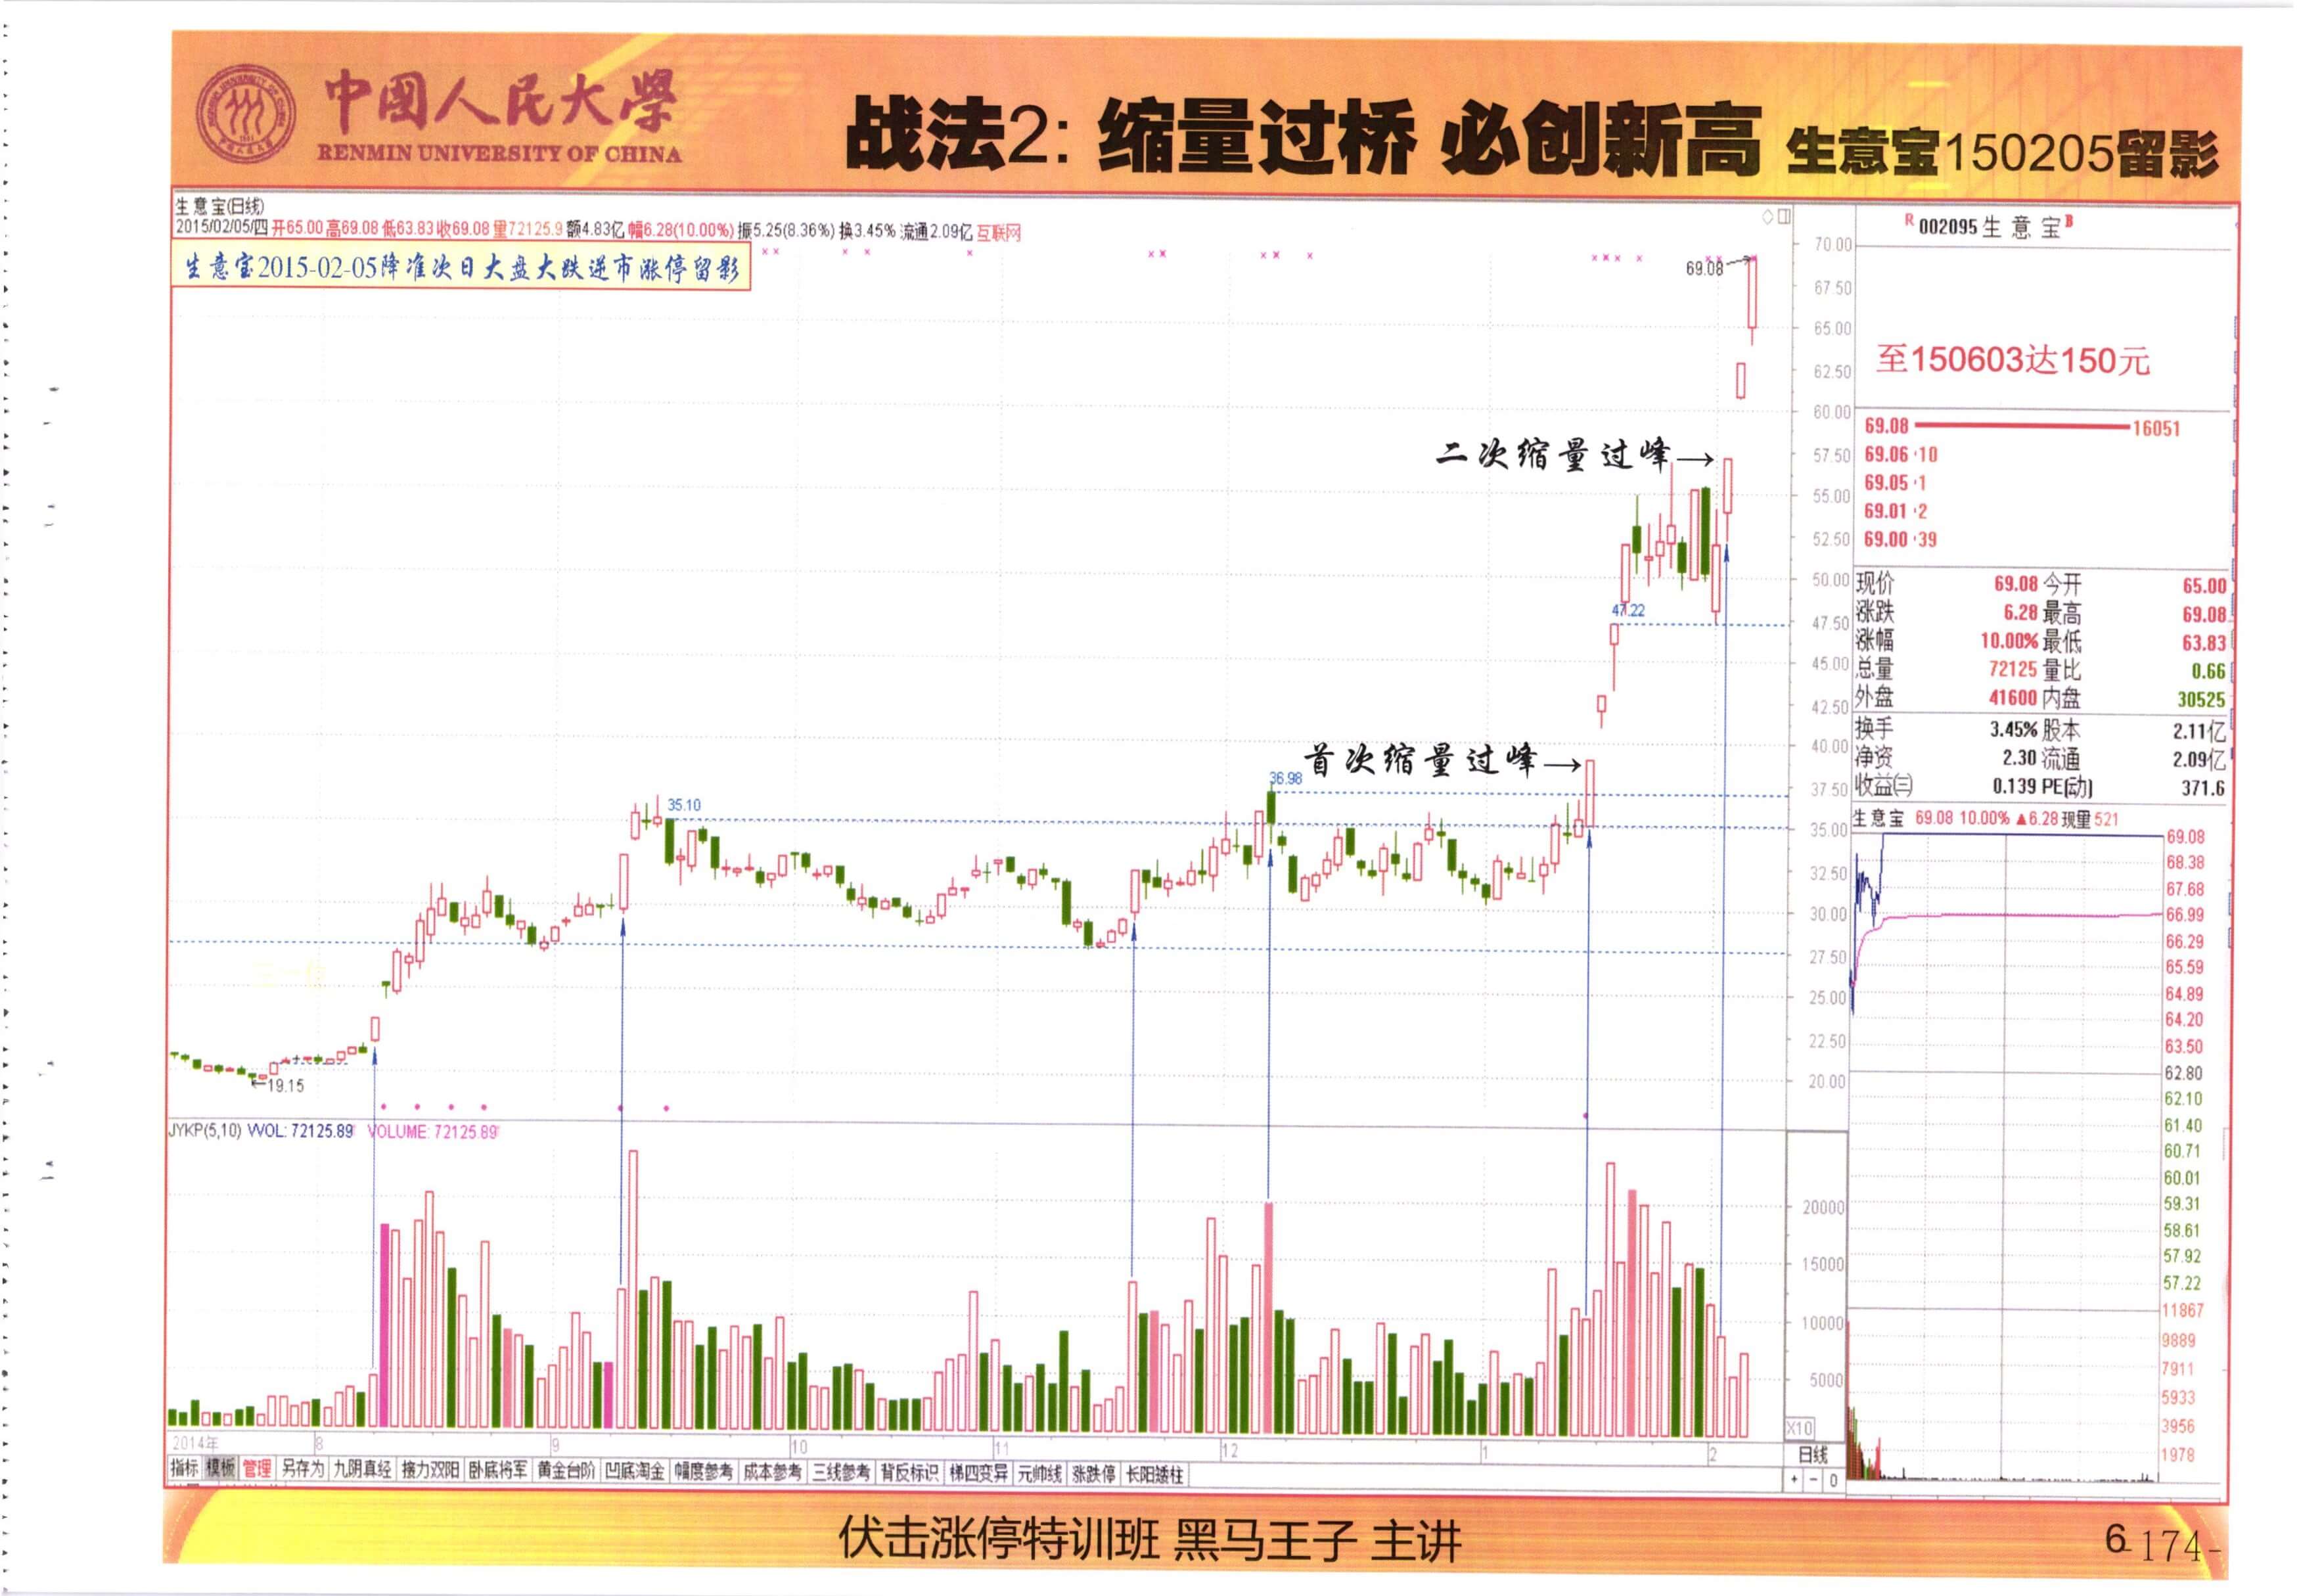 中國人民大學
RENMIN UNIVERSITY OF CHINA
战法2: 缩量过桥 必创新高 生意宝150205留影
生意宝(日线)
2015/02/05/四 开65.00 高69.08 低63.83 收69.08 量72125.9 额4.83亿 幅6.28(10.00%) 振5.25(8.36%) 换3.45% 流通2.09亿 互联网
生意宝2015-02-05降准次日大盘大跌逆市涨停留影
69.08
二次缩量过峰→
47.22
首次缩量过峰→
36.98
35.10
←19.15
70.00
67.50
65.00
62.50
60.00
57.50
55.00
52.50
50.00
47.50
45.00
42.50
40.00
37.50
35.00
32.50
30.00
27.50
25.00
22.50
20.00
JYKP(5,10) VVOL: 72125.89 VOLUME: 72125.89
20000
15000
10000
5000
X10
2014年 8 9 10 11 12 1 2 日线
指标 模板 管理 另存为 九阴真经 接力双阳 卧底将军 黄金台阶 凹底淘金 幅度参考 成本参考 三线参考 背反标识 梯四变异 元帅线 涨跌停 长阳矮柱 + - 0
R 002095 生意宝 B
至150603达150元
69.08 16051
69.06 10
69.05 1
69.01 2
69.00 39
现价 69.08 今开 65.00
涨跌 6.28 最高 69.08
涨幅 10.00% 最低 63.83
总量 72125 量比 0.66
外盘 41600 内盘 30525
换手 3.45% 股本 2.11亿
净资 2.30 流通 2.09亿
收益(三) 0.139 PE(动) 371.6
生意宝 69.08 10.00% ▲6.28 现量 521
69.08
68.38
67.68
66.99
66.29
65.59
64.89
64.20
63.50
62.80
62.10
61.40
60.71
60.01
59.31
58.61
57.92
57.22
11867
9889
7911
5933
3956
1978
伏击涨停特训班 黑马王子 主讲
6 -174-